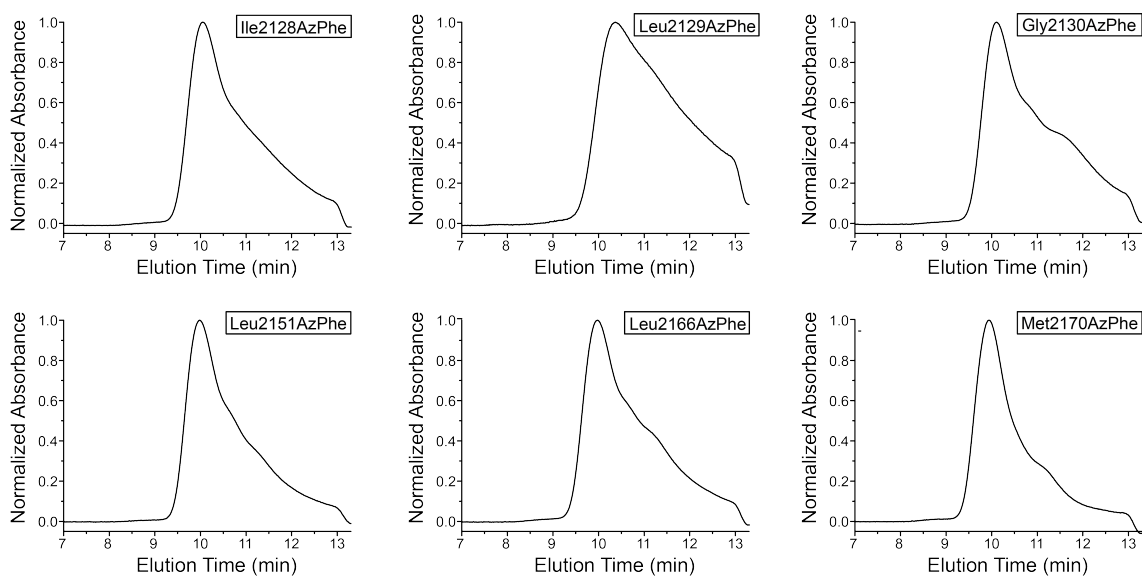 Ile2128AzPhe
Normalized Absorbance
1.0
0.8
0.6
0.4
0.2
0.0
7 8 9 10 11 12 13
Elution Time (min)
Leu2129AzPhe
Normalized Absorbance
1.0
0.8
0.6
0.4
0.2
0.0
7 8 9 10 11 12 13
Elution Time (min)
Gly2130AzPhe
Normalized Absorbance
1.0
0.8
0.6
0.4
0.2
0.0
7 8 9 10 11 12 13
Elution Time (min)
Leu2151AzPhe
Normalized Absorbance
1.0
0.8
0.6
0.4
0.2
0.0
7 8 9 10 11 12 13
Elution Time (min)
Leu2166AzPhe
Normalized Absorbance
1.0
0.8
0.6
0.4
0.2
0.0
7 8 9 10 11 12 13
Elution Time (min)
Met2170AzPhe
Normalized Absorbance
1.0
0.8
0.6
0.4
0.2
0.0
7 8 9 10 11 12 13
Elution Time (min)